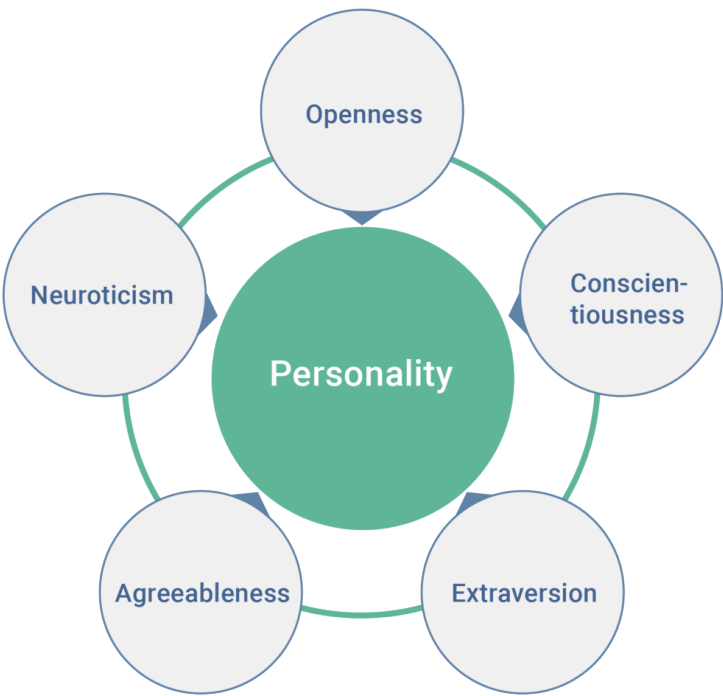 Openness
Conscien-
tiousness
Extraversion
Agreeableness
Neuroticism
Personality